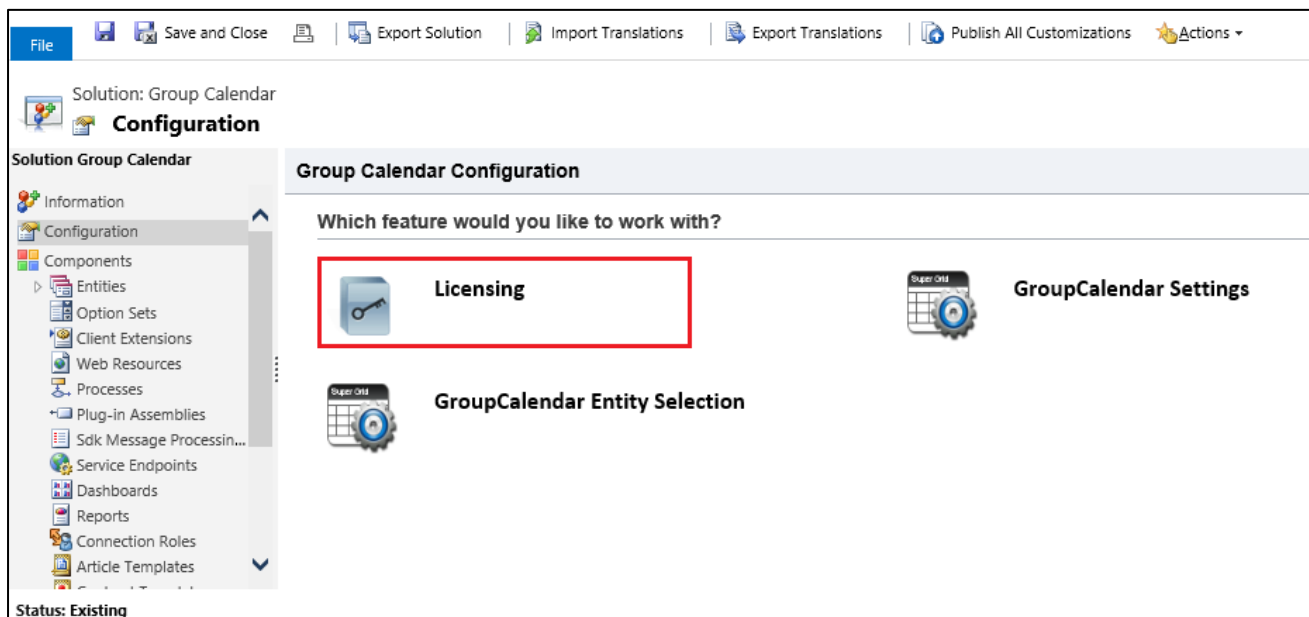 File
Save and Close
Export Solution
Import Translations
Export Translations
Publish All Customizations
Actions
Solution: Group Calendar
Configuration
Solution Group Calendar
Information
Configuration
Components
Entities
Option Sets
Client Extensions
Web Resources
Processes
Plug-in Assemblies
Sdk Message Processin...
Service Endpoints
Dashboards
Reports
Connection Roles
Article Templates
Status: Existing
Group Calendar Configuration
Which feature would you like to work with?
Licensing
Super Grid
GroupCalendar Settings
Super Grid
GroupCalendar Entity Selection